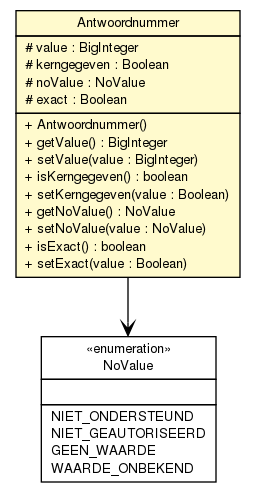 Antwoordnummer
# value : BigInteger
# kerngegeven : Boolean
# noValue : NoValue
# exact : Boolean
+ Antwoordnummer()
+ getValue() : BigInteger
+ setValue(value : BigInteger)
+ isKerngegeven() : boolean
+ setKerngegeven(value : Boolean)
+ getNoValue() : NoValue
+ setNoValue(value : NoValue)
+ isExact() : boolean
+ setExact(value : Boolean)
«enumeration»
NoValue
NIET_ONDERSTEUND
NIET_GEAUTORISEERD
GEEN_WAARDE
WAARDE_ONBEKEND